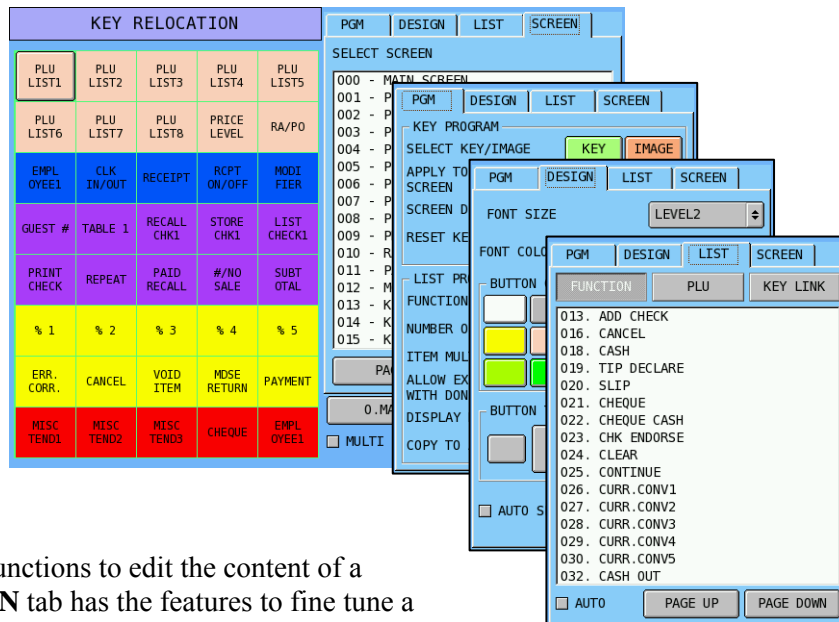 KEY RELOCATION
PLU LIST1
PLU LIST2
PLU LIST3
PLU LIST4
PLU LIST5
PLU LIST6
PLU LIST7
PLU LIST8
PRICE LEVEL
RA/PO
EMPL OYEE1
CLK IN/OUT
RECEIPT
RCPT ON/OFF
MODI FIER
GUEST #
TABLE 1
RECALL CHK1
STORE CHK1
LIST CHECK1
PRINT CHECK
REPEAT
PAID RECALL
#/NO SALE
SUBT OTAL
% 1
% 2
% 3
% 4
% 5
ERR. CORR.
CANCEL
VOID ITEM
MDSE RETURN
PAYMENT
MISC TEND1
MISC TEND2
MISC TEND3
CHEQUE
EMPL OYEE1
PGM DESIGN LIST SCREEN
SELECT SCREEN
000 - MAIN SCREEN
001 - P
002 - P
003 - P
004 - P
005 - P
006 - P
007 - P
008 - P
009 - P
010 - R
011 - P
012 - M
013 - K
014 - K
015 - K
PA
0.MA
MULTI
PGM DESIGN LIST SCREEN
KEY PROGRAM
SELECT KEY/IMAGE KEY IMAGE
APPLY TO
SCREEN
SCREEN D
RESET KE
LIST PR
FUNCTION
NUMBER O
ITEM MUL
ALLOW EX
WITH DON
DISPLAY
COPY TO
PGM DESIGN LIST SCREEN
FONT SIZE LEVEL2
FONT COLO
BUTTON
BUTTON
AUTO S
PGM DESIGN LIST SCREEN
FUNCTION PLU KEY LINK
013. ADD CHECK
016. CANCEL
018. CASH
019. TIP DECLARE
020. SLIP
021. CHEQUE
022. CHEQUE CASH
023. CHK ENDORSE
024. CLEAR
025. CONTINUE
026. CURR.CONV1
027. CURR.CONV2
028. CURR.CONV3
029. CURR.CONV4
030. CURR.CONV5
032. CASH OUT
AUTO PAGE UP PAGE DOWN
unctions to edit the content of a
N tab has the features to fine tune a